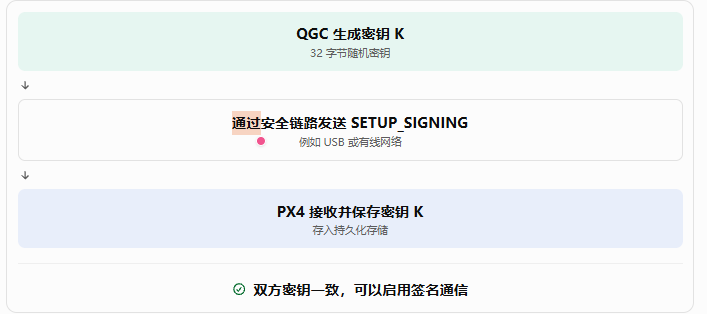 QGC 生成密钥 K
32 字节随机密钥
通过安全链路发送 SETUP_SIGNING
例如 USB 或有线网络
PX4 接收并保存密钥 K
存入持久化存储
双方密钥一致，可以启用签名通信